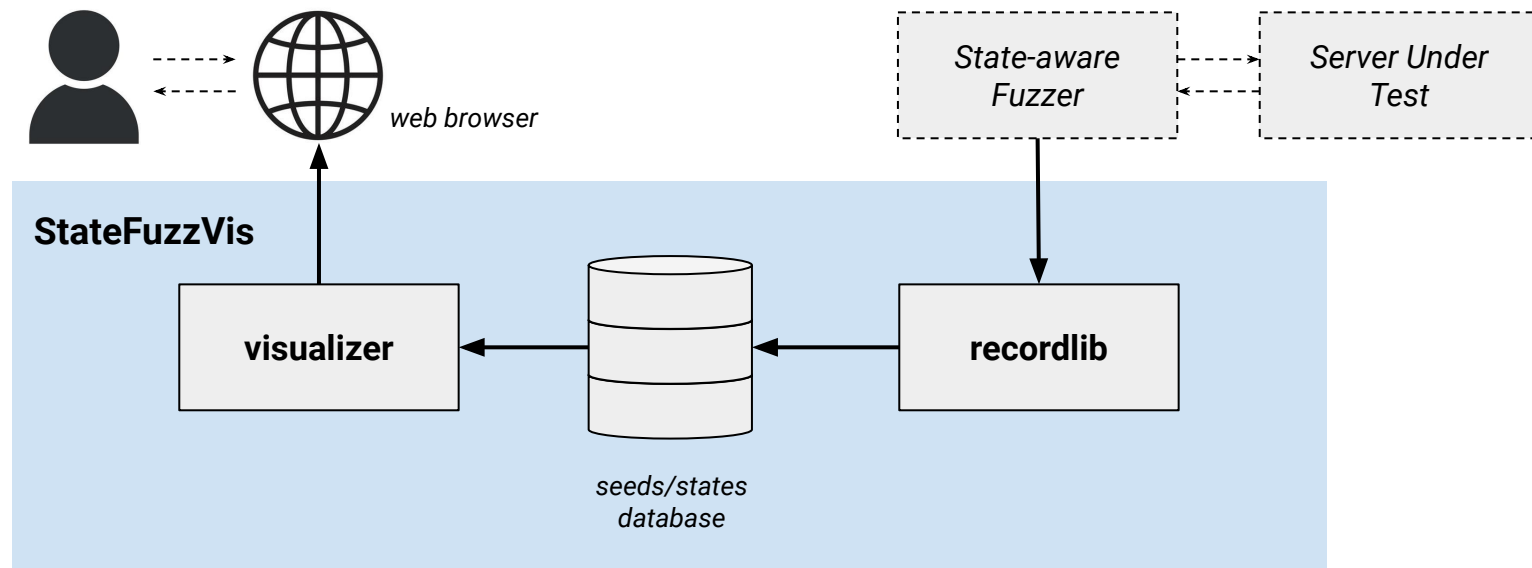 State-aware
Fuzzer
Server Under
Test
web browser
StateFuzzVis
visualizer
recordlib
seeds/states
database